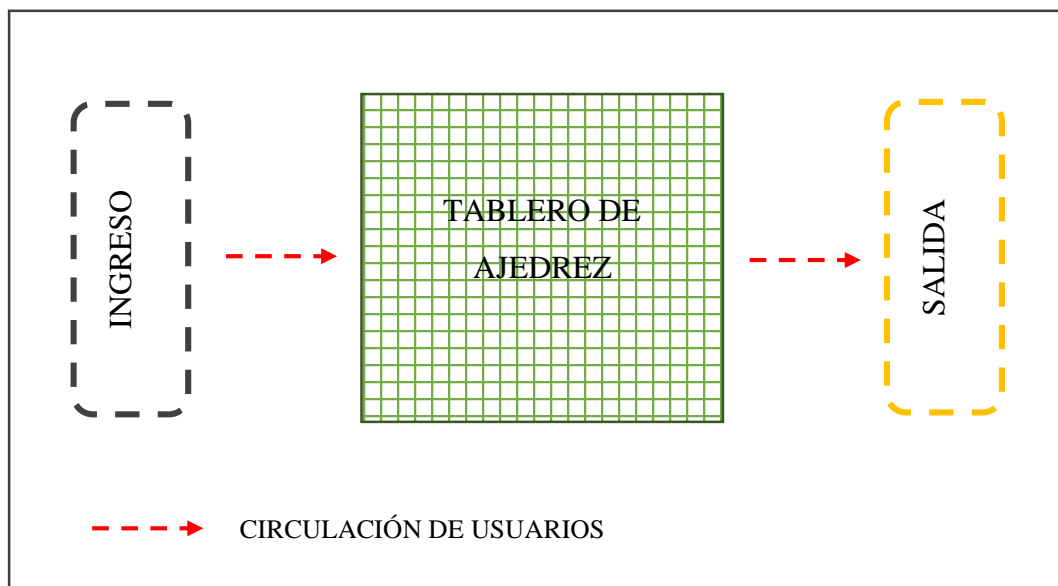 INGRESO
TABLERO DE
AJEDREZ
SALIDA
CIRCULACIÓN DE USUARIOS